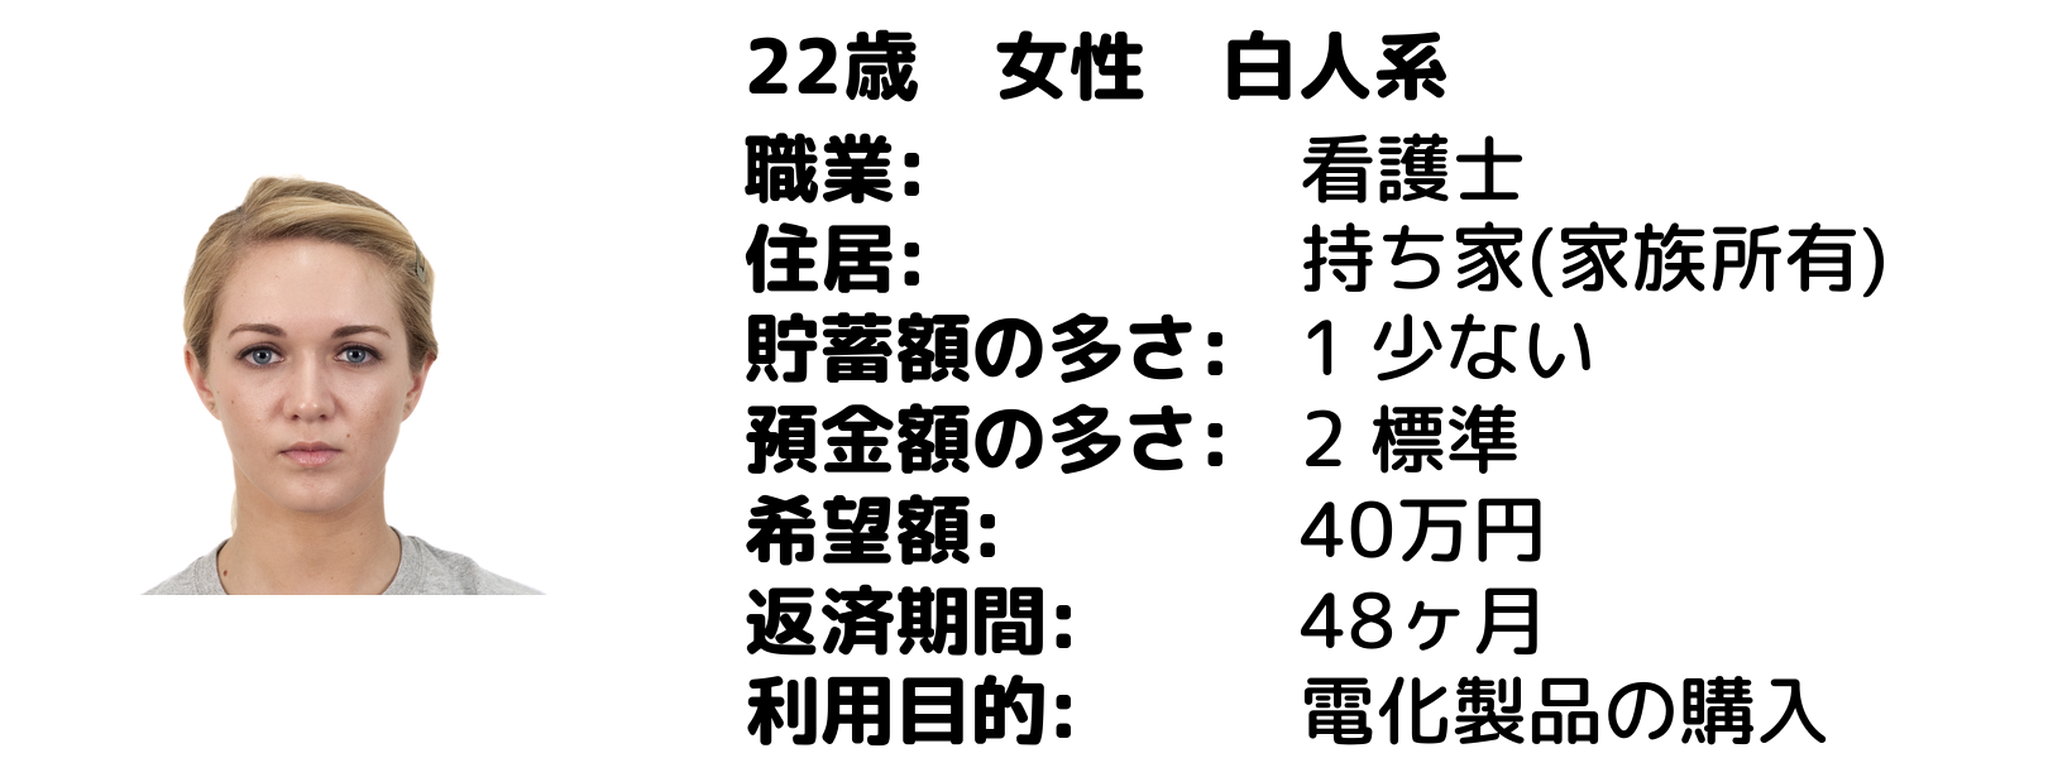 22歳　女性　白人系
職業:　看護士
住居:　持ち家(家族所有)
貯蓄額の多さ:　1 少ない
預金額の多さ:　2 標準
希望額:　40万円
返済期間:　48ヶ月
利用目的:　電化製品の購入